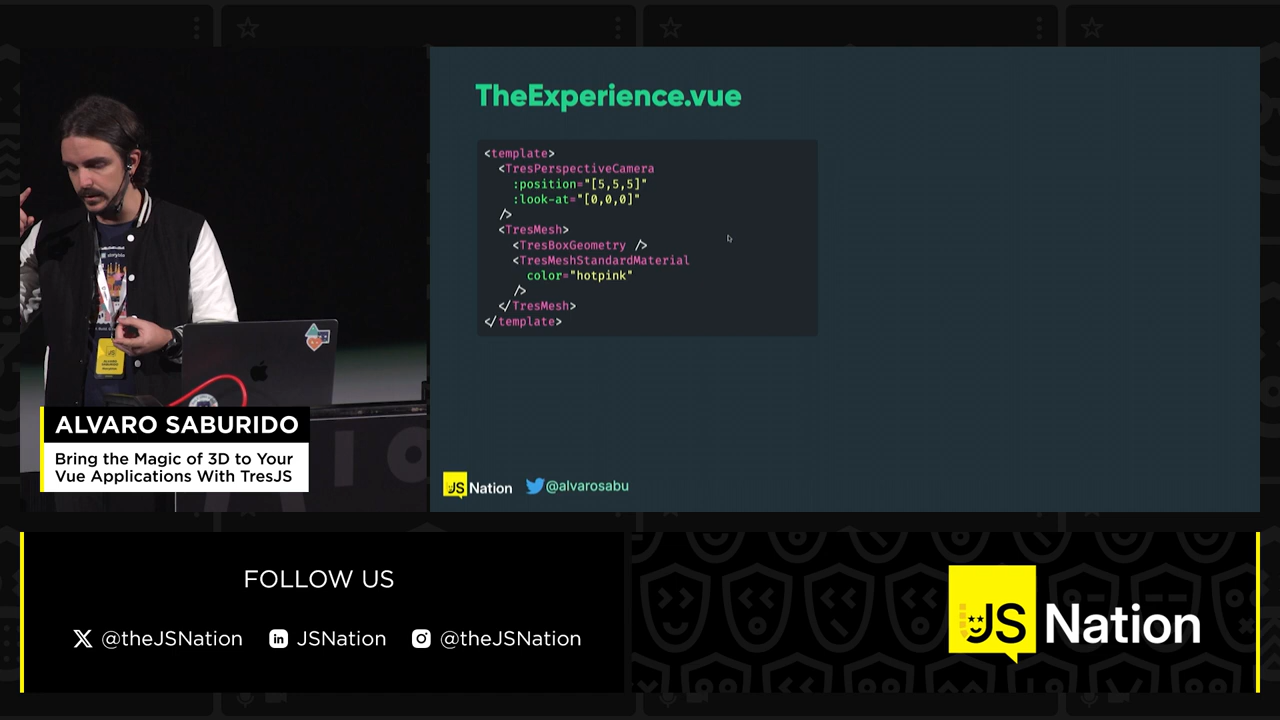 TheExperience.vue
<template>
<TresPerspectiveCamera
:position="[5,5,5]"
:look-at="[0,0,0]"
/>
<TresMesh>
<TresBoxGeometry />
<TresMeshStandardMaterial
color="hotpink"
/>
</TresMesh>
</template>
JS Nation
@alvarosabu
ALVARO SABURIDO
Bring the Magic of 3D to Your
Vue Applications With TresJS
FOLLOW US
@theJSNation
JSNation
@theJSNation
JS Nation